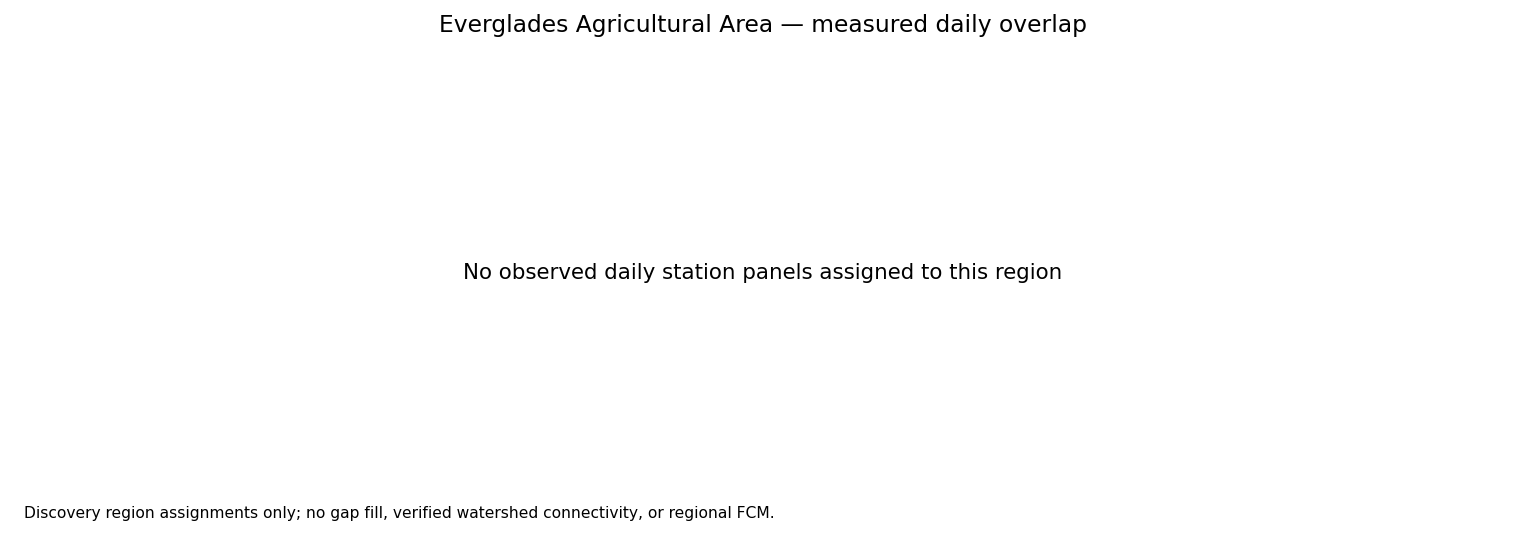 Everglades Agricultural Area — measured daily overlap
No observed daily station panels assigned to this region
Discovery region assignments only; no gap fill, verified watershed connectivity, or regional FCM.